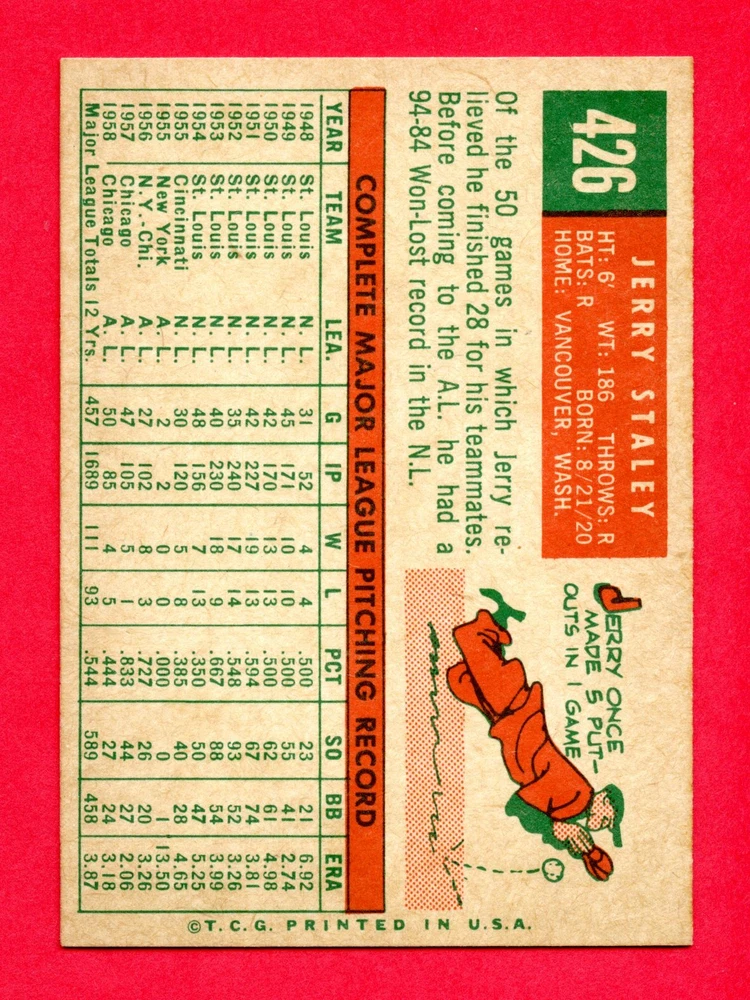 426
JERRY STALEY
HT: 6' WT: 186 THROWS: R
BATS: R BORN: 8/21/20
HOME: VANCOUVER, WASH.
Of the 50 games in which Jerry re-
lieved he finished 28 for his teammates.
Before coming to the A.L. he had a
94-84 Won-Lost record in the N.L.
JERRY ONCE
MADE 5 PUT-
OUTS IN 1 GAME
COMPLETE MAJOR LEAGUE PITCHING RECORD
YEAR TEAM LEA. G IP W L PCT SO BB ERA
1948 St. Louis N. L. 31 52 4 4 .500 23 21 6.92
1949 St. Louis N. L. 45 171 10 10 .500 55 41 2.74
1950 St. Louis N. L. 42 170 13 13 .500 62 61 4.98
1951 St. Louis N. L. 42 227 19 13 .594 67 74 3.81
1952 St. Louis N. L. 35 240 17 14 .548 93 52 3.26
1953 St. Louis N. L. 40 230 18 9 .667 88 54 3.99
1954 St. Louis N. L. 48 156 7 13 .350 50 47 5.25
1955 Cincinnati N. L. 30 120 5 8 .385 40 28 4.65
1955 New York A. L. 2 2 0 0 .000 0 1 13.50
1956 N.Y.-Chi. A. L. 27 102 8 3 .727 26 20 3.26
1957 Chicago A. L. 47 105 5 1 .833 44 27 2.06
1958 Chicago A. L. 50 85 4 5 .444 27 24 3.18
Major League Totals 12 Yrs. 457 1689 111 93 .544 589 458 3.87
©T.C.G. PRINTED IN U.S.A.